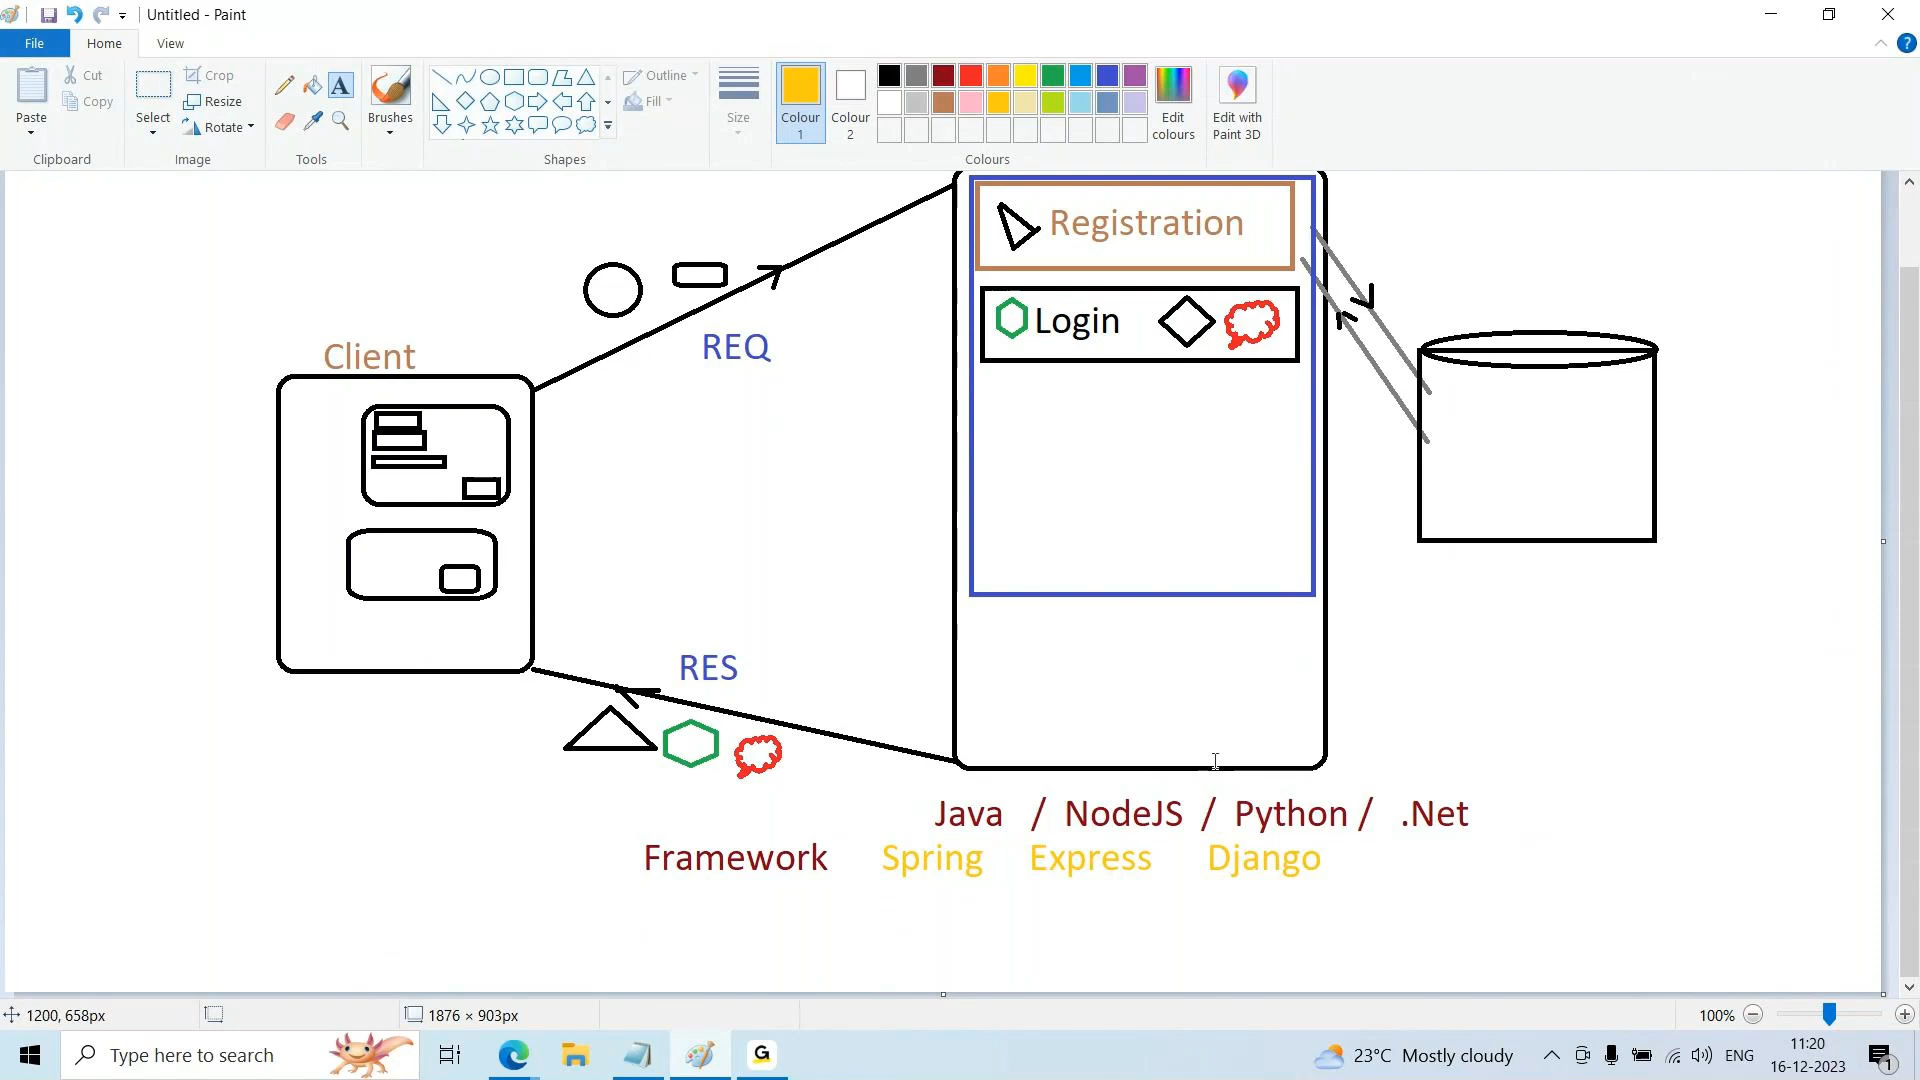 Untitled - Paint
File Home View
Paste
Cut
Copy
Clipboard
Select
Crop
Resize
Rotate
Image
A
Tools
Brushes
Shapes
Outline
Fill
Size
Colour 1
Colour 2
Edit colours
Colours
Edit with Paint 3D
Registration
Login
REQ
Client
RES
Java / NodeJS / Python / .Net
Framework Spring Express Django
1200, 658px
1876 × 903px
100%
Type here to search
G
23°C Mostly cloudy
ENG
11:20
16-12-2023
1